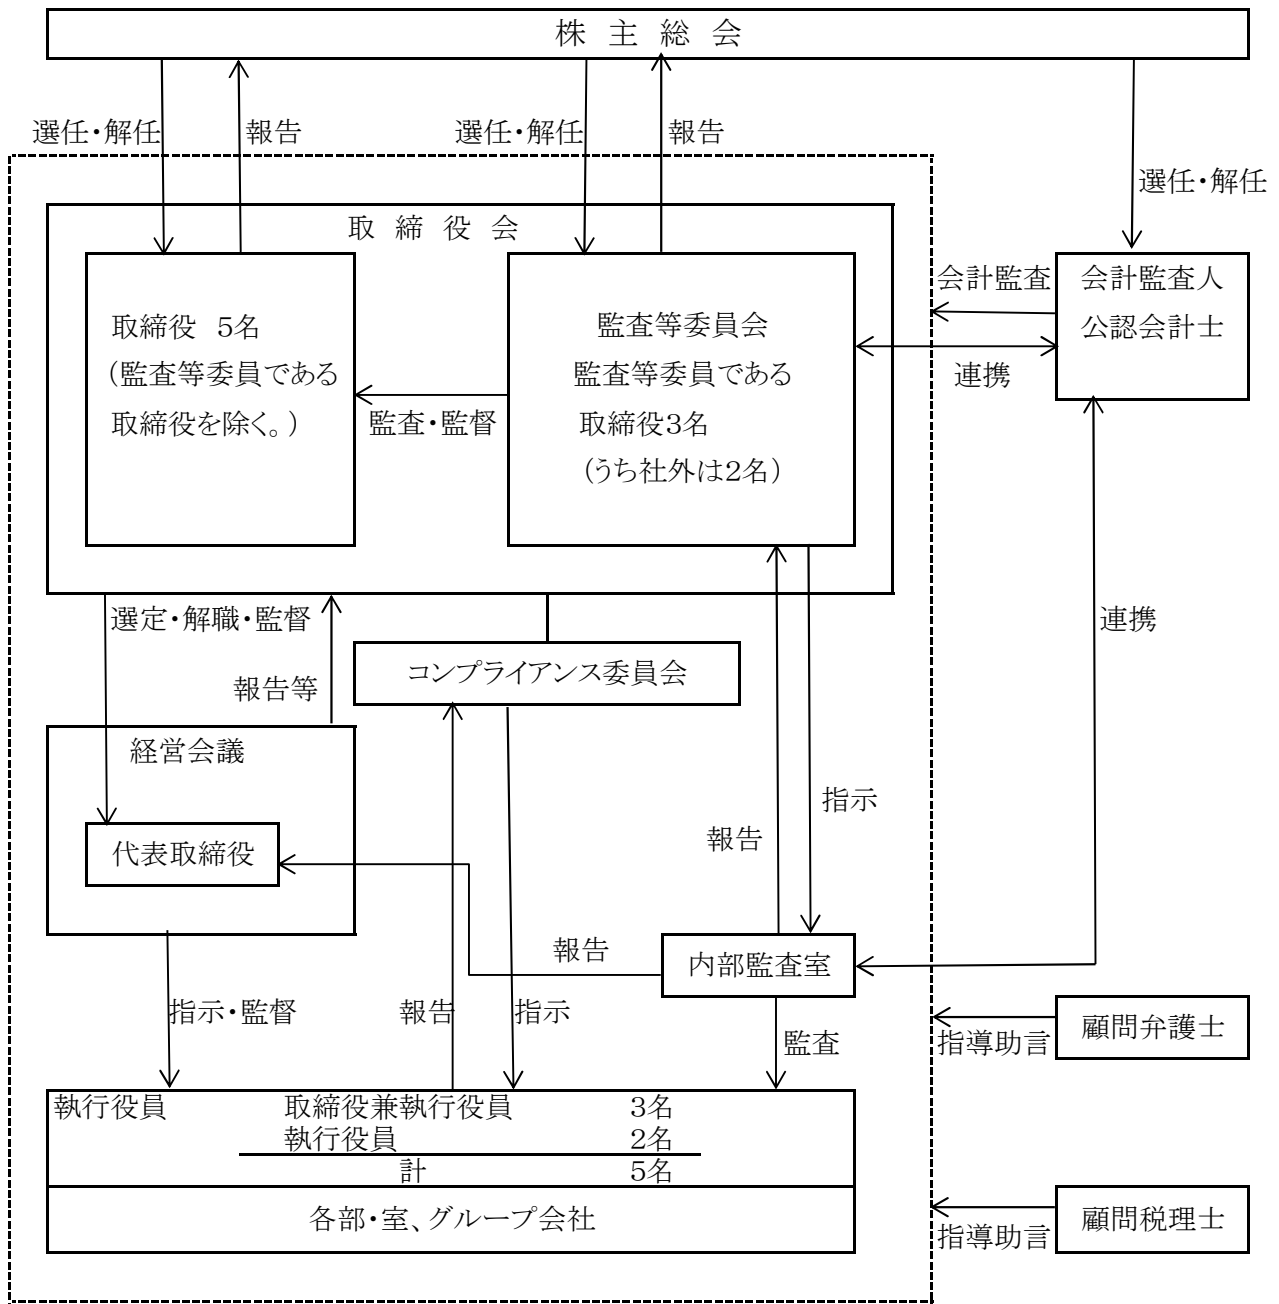 株 主 総 会
選任・解任
報告
選任・解任
報告
選任・解任
取 締 役 会
会計監査
会計監査人
公認会計士
取締役 5名
(監査等委員である
取締役を除く。)
監査等委員会
監査等委員である
取締役3名
(うち社外は2名)
連携
監査・監督
選定・解職・監督
連携
コンプライアンス委員会
報告等
経営会議
指示
報告
代表取締役
報告
内部監査室
指示・監督
報告
指示
監査
指導助言
顧問弁護士
執行役員 取締役兼執行役員 3名
執行役員 2名
計 5名
各部・室、グループ会社
指導助言
顧問税理士